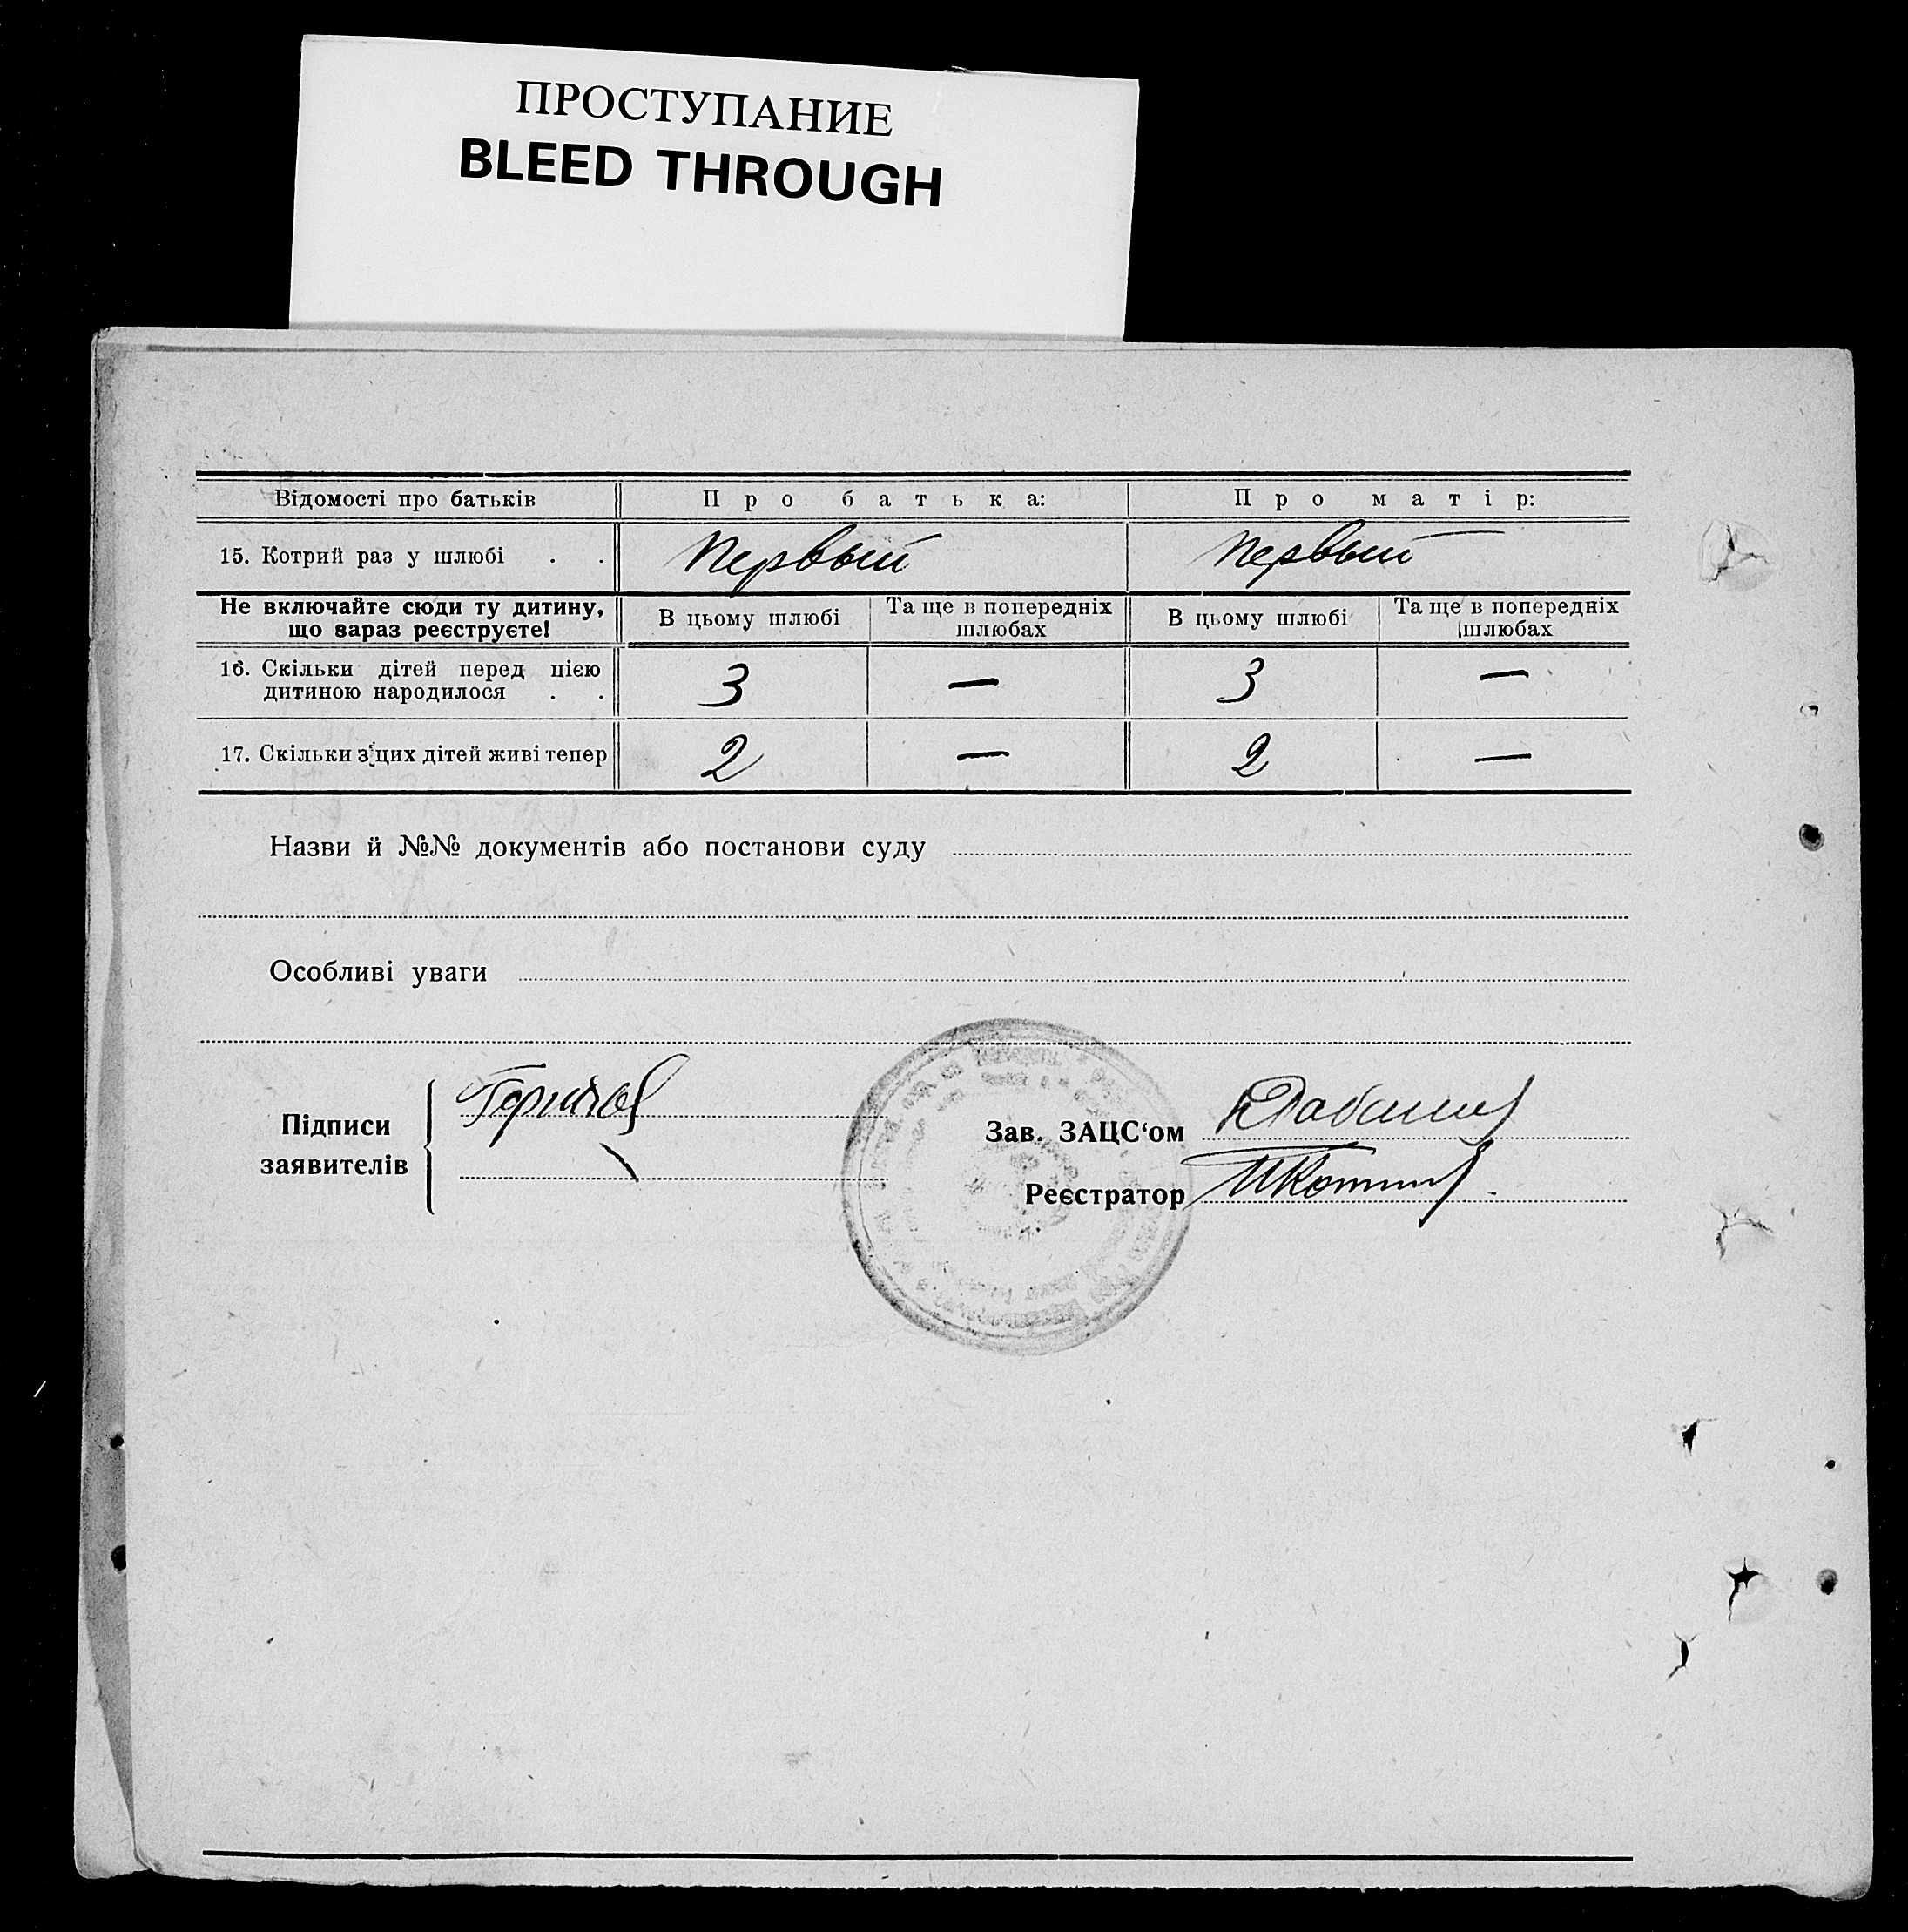 ПРОСТУПАНИЕ
BLEED THROUGH
Відомості про батьків Про батька: Про матір:
15. Котрий раз у шлюбі . . Первый Первый
Не включайте сюди ту дитину, що зараз реєструєте! В цьому шлюбі Та ще в попередніх шлюбах В цьому шлюбі Та ще в попередніх шлюбах
16. Скільки дітей перед цією
дитиною народилося . . 3 — 3 —
17. Скільки з цих дітей живі тепер 2 — 2 —
Назви й №№ документів або постанови суду
Особливі уваги
Підписи
заявителів
Зав. ЗАЦС‘ом
Реєстратор